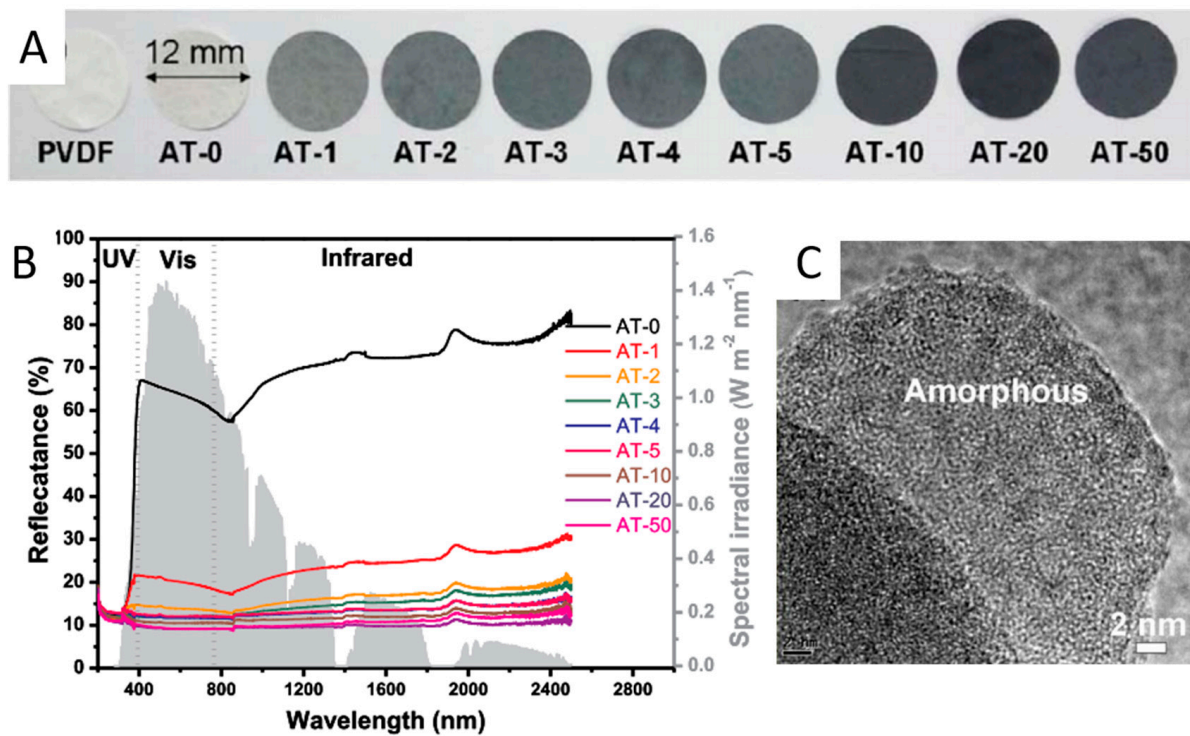 A
12 mm
PVDF AT-0 AT-1 AT-2 AT-3 AT-4 AT-5 AT-10 AT-20 AT-50
B
UV Vis Infrared
Reflecatance (%)
100
90
80
70
60
50
40
30
20
10
0
AT-0
AT-1
AT-2
AT-3
AT-4
AT-5
AT-10
AT-20
AT-50
1.6
1.4
1.2
1.0
0.8
0.6
0.4
0.2
0.0
Spectral irradiance (W m⁻² nm⁻¹)
400 800 1200 1600 2000 2400 2800
Wavelength (nm)
C
Amorphous
2 nm